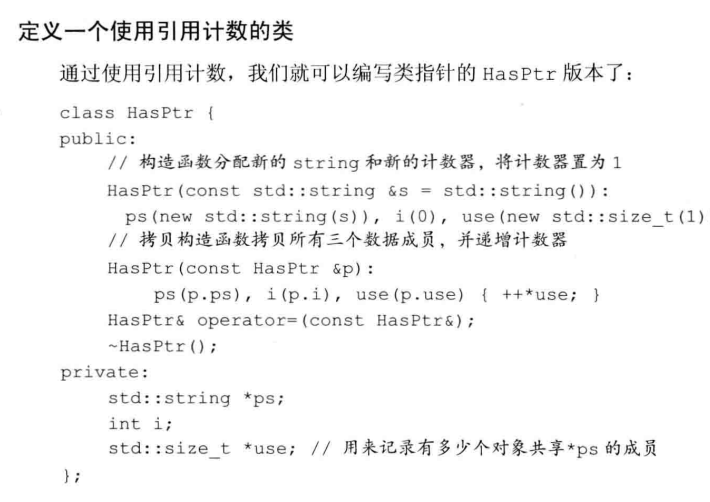 定义一个使用引用计数的类
通过使用引用计数，我们就可以编写类指针的 HasPtr 版本了：
class HasPtr {
public:
// 构造函数分配新的 string 和新的计数器，将计数器置为 1
HasPtr(const std::string &s = std::string()):
ps(new std::string(s)), i(0), use(new std::size_t(1)
// 拷贝构造函数拷贝所有三个数据成员，并递增计数器
HasPtr(const HasPtr &p):
ps(p.ps), i(p.i), use(p.use) { ++*use; }
HasPtr& operator=(const HasPtr&);
~HasPtr();
private:
std::string *ps;
int i;
std::size_t *use; // 用来记录有多少个对象共享*ps 的成员
};